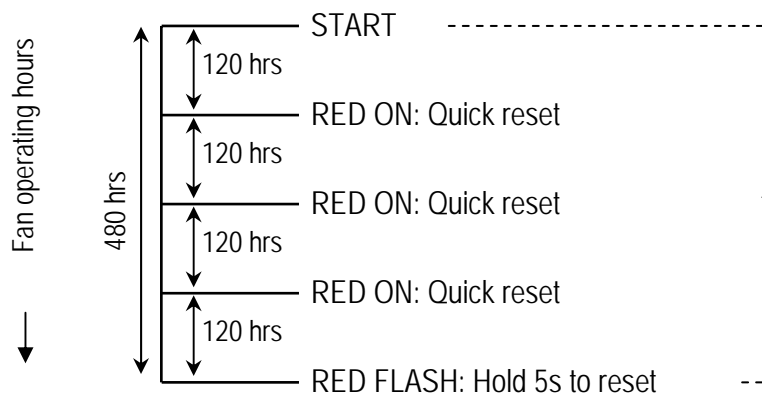 START
120 hrs
RED ON: Quick reset
120 hrs
RED ON: Quick reset
120 hrs
RED ON: Quick reset
120 hrs
RED FLASH: Hold 5s to reset
480 hrs
Fan operating hours